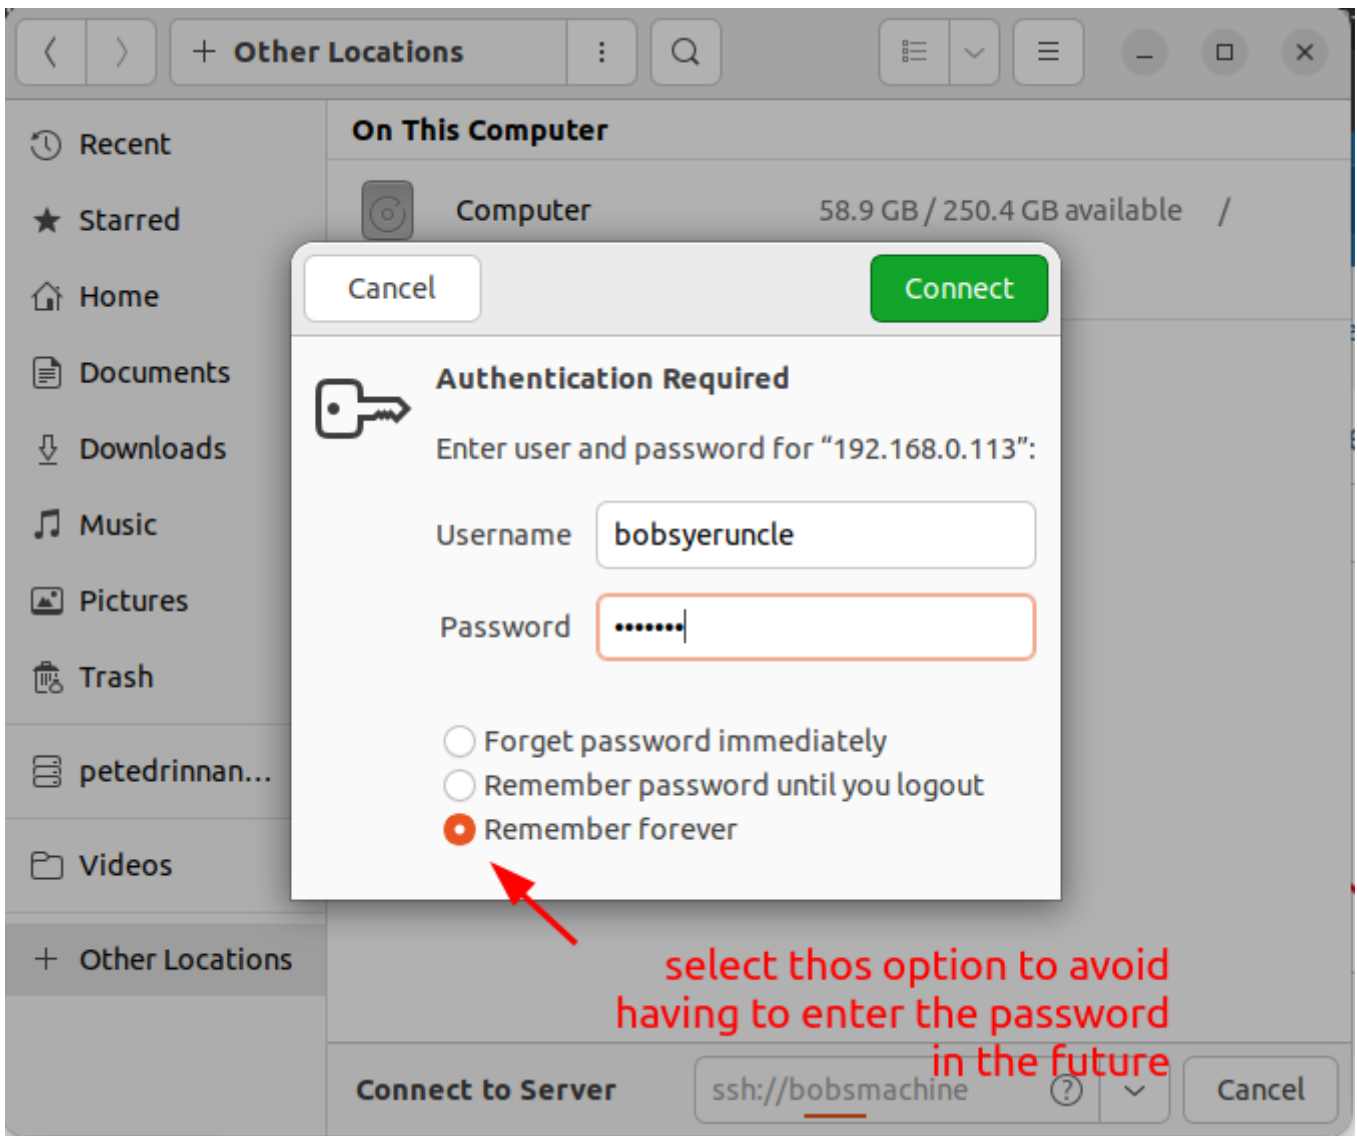 + Other Locations
Recent
Starred
Home
Documents
Downloads
Music
Pictures
Trash
petedrinnan...
Videos
+ Other Locations
On This Computer
Computer 58.9 GB / 250.4 GB available /
Cancel Connect
Authentication Required
Enter user and password for “192.168.0.113”:
Username bobsyeruncle
Password •••••••
Forget password immediately
Remember password until you logout
Remember forever
select thos option to avoid
having to enter the password
in the future
Connect to Server ssh://bobsmachine ? Cancel